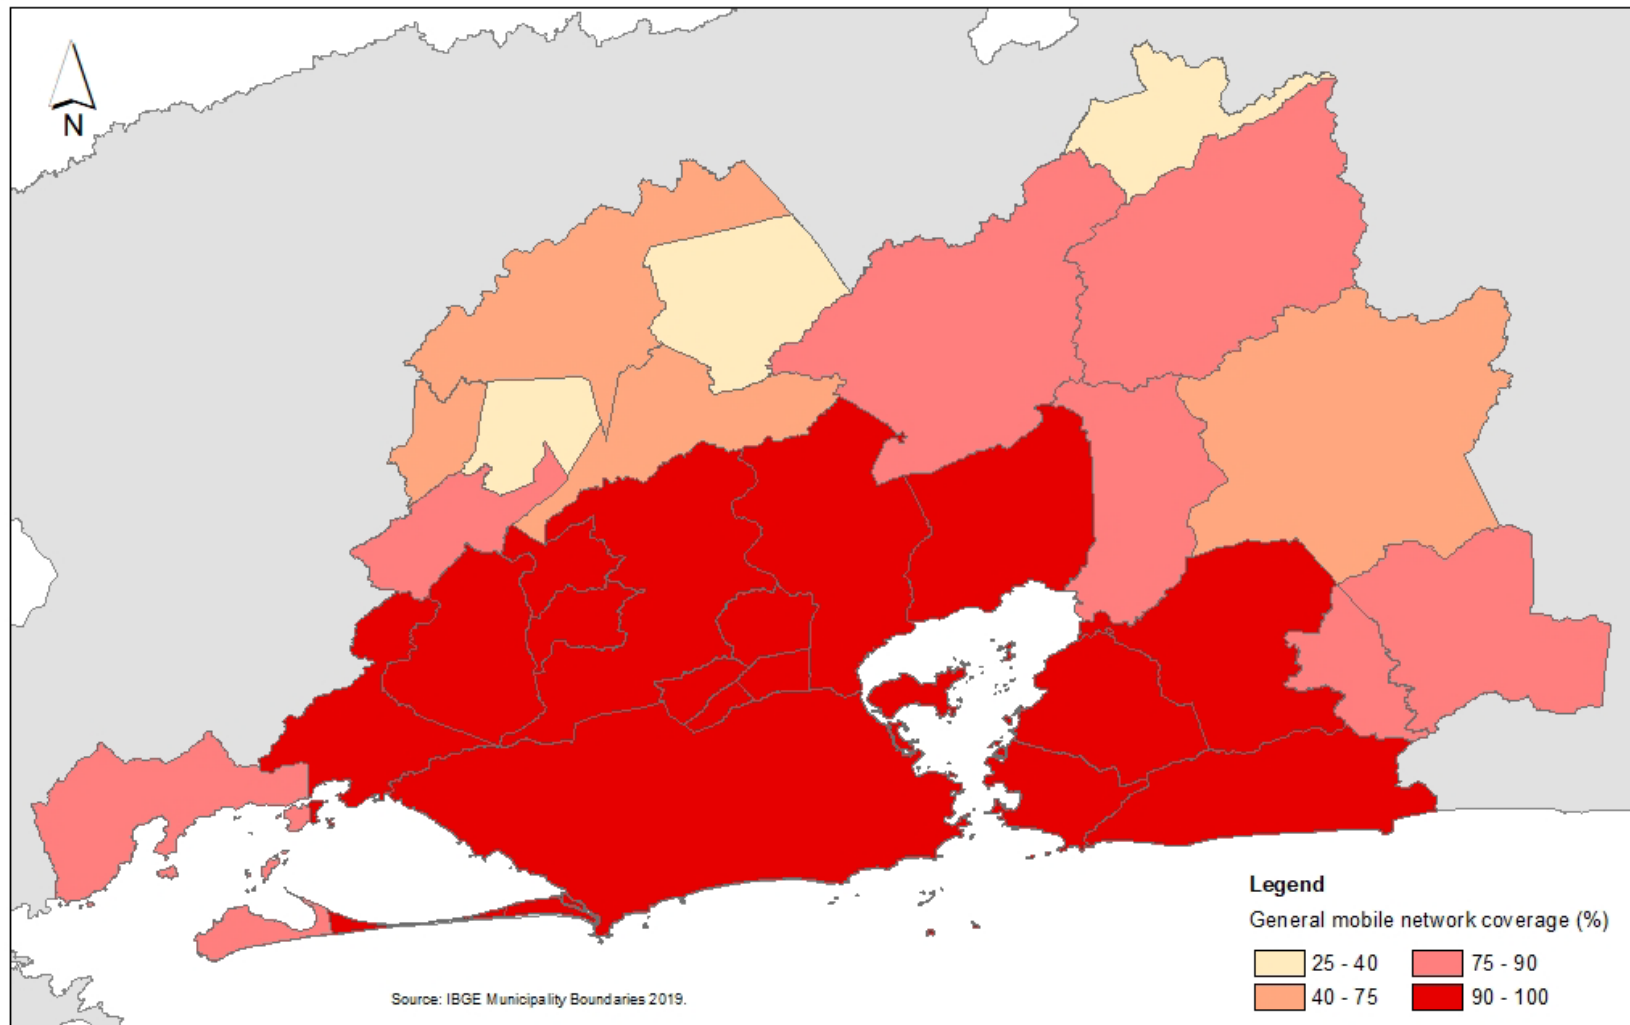 N
Legend
General mobile network coverage (%)
25 - 40
75 - 90
40 - 75
90 - 100
Source: IBGE Municipality Boundaries 2019.